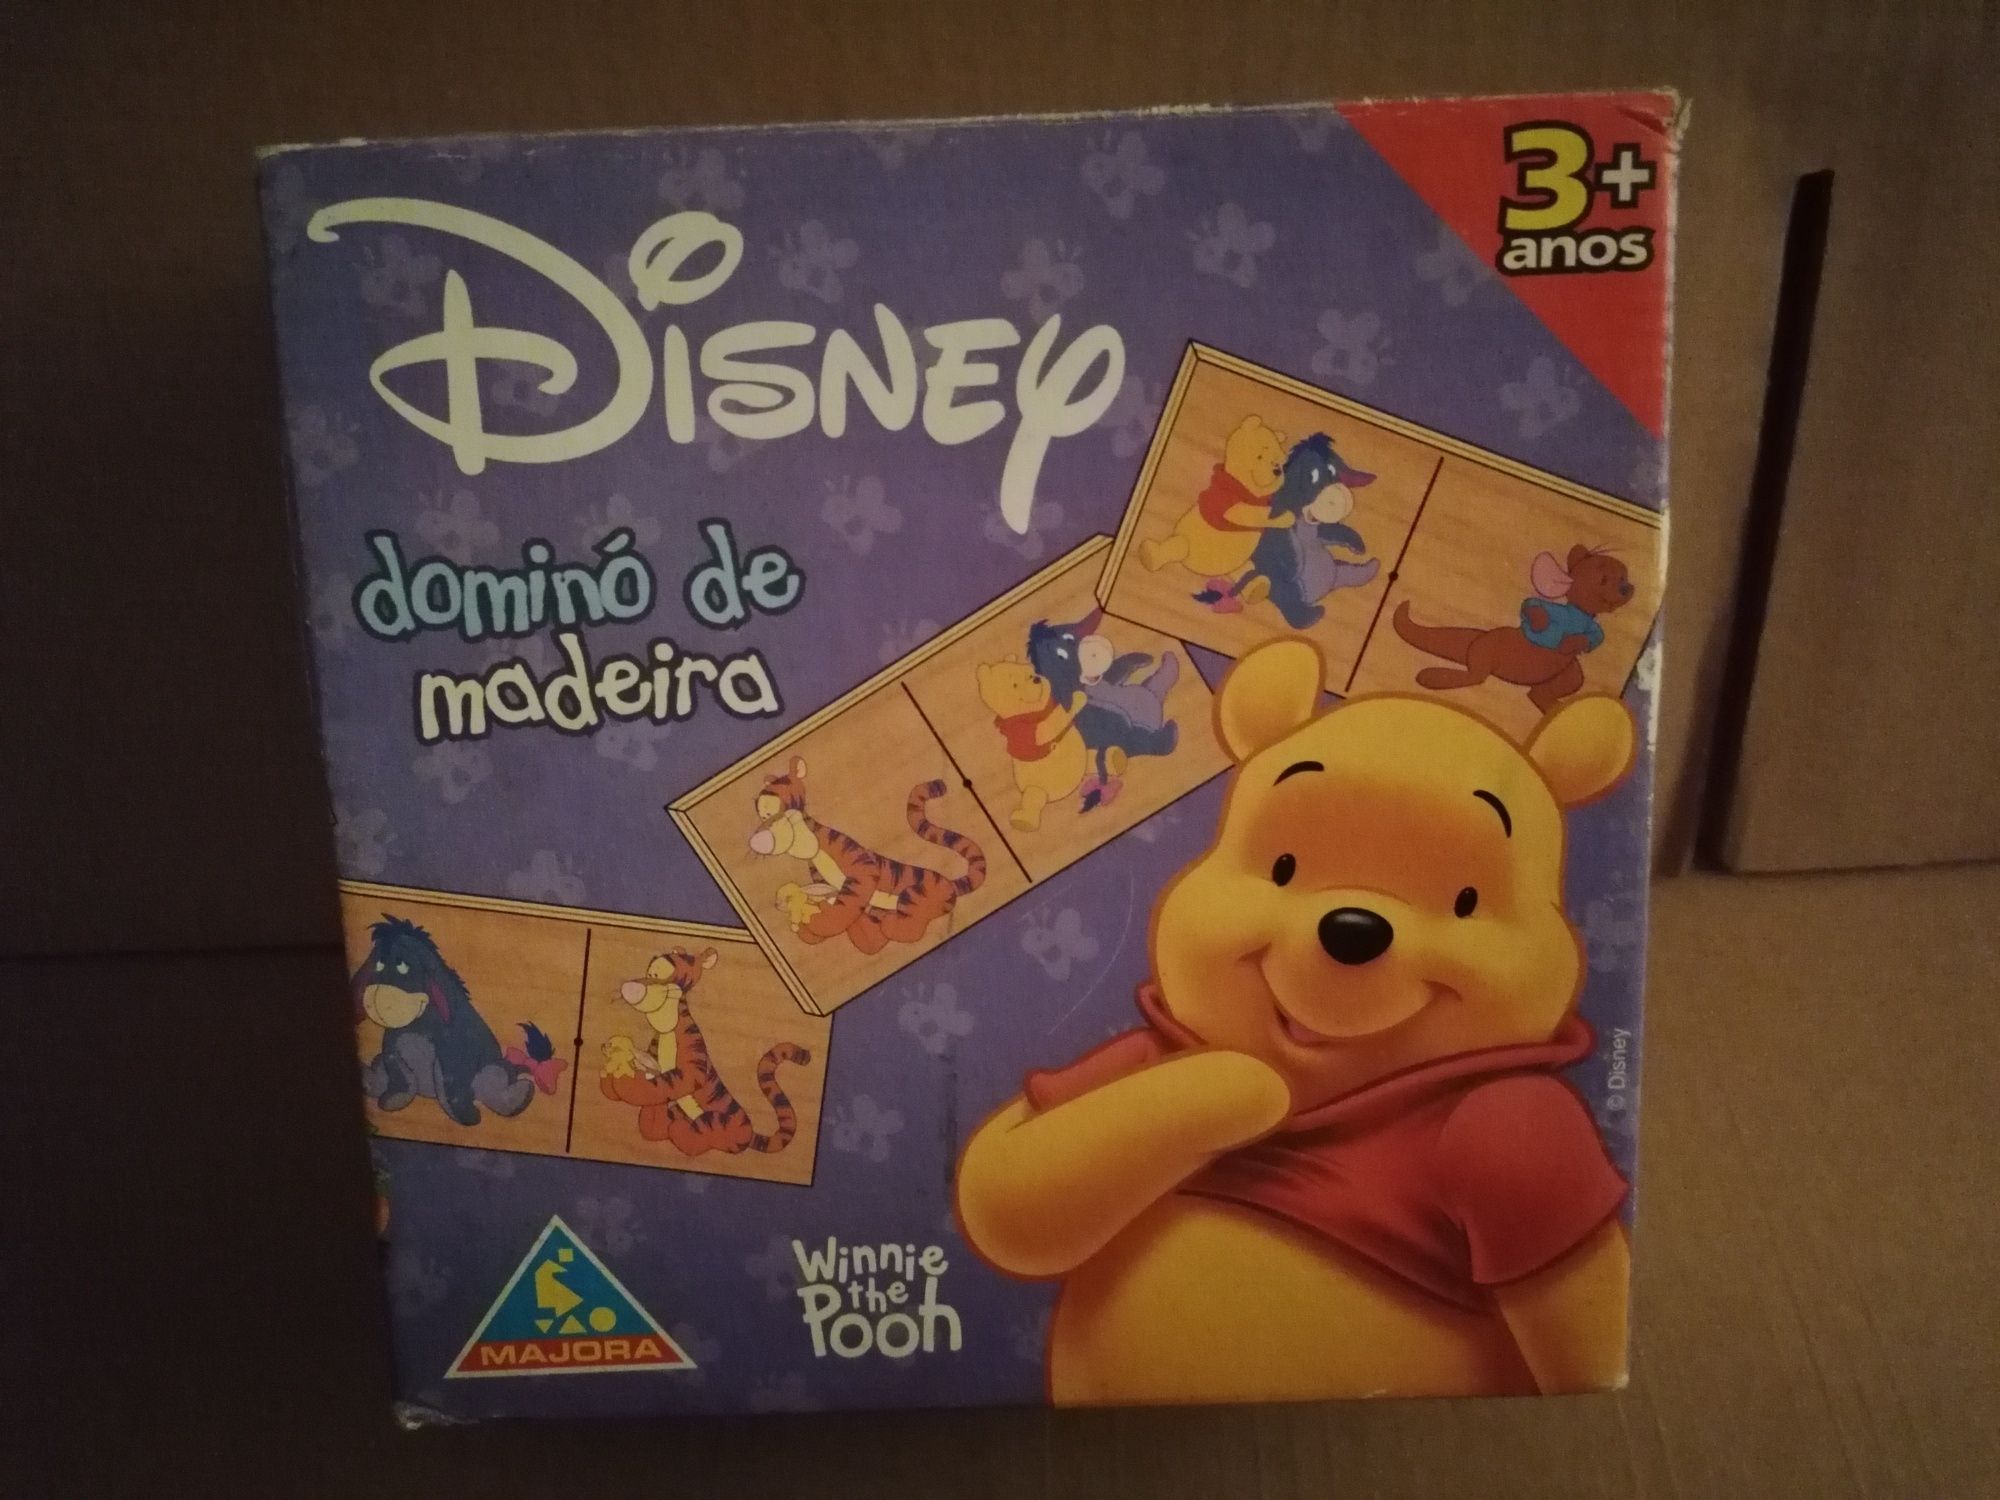 3+
anos
Disney
dominó de
madeira
© Disney
Winnie
the
Pooh
MAJORA